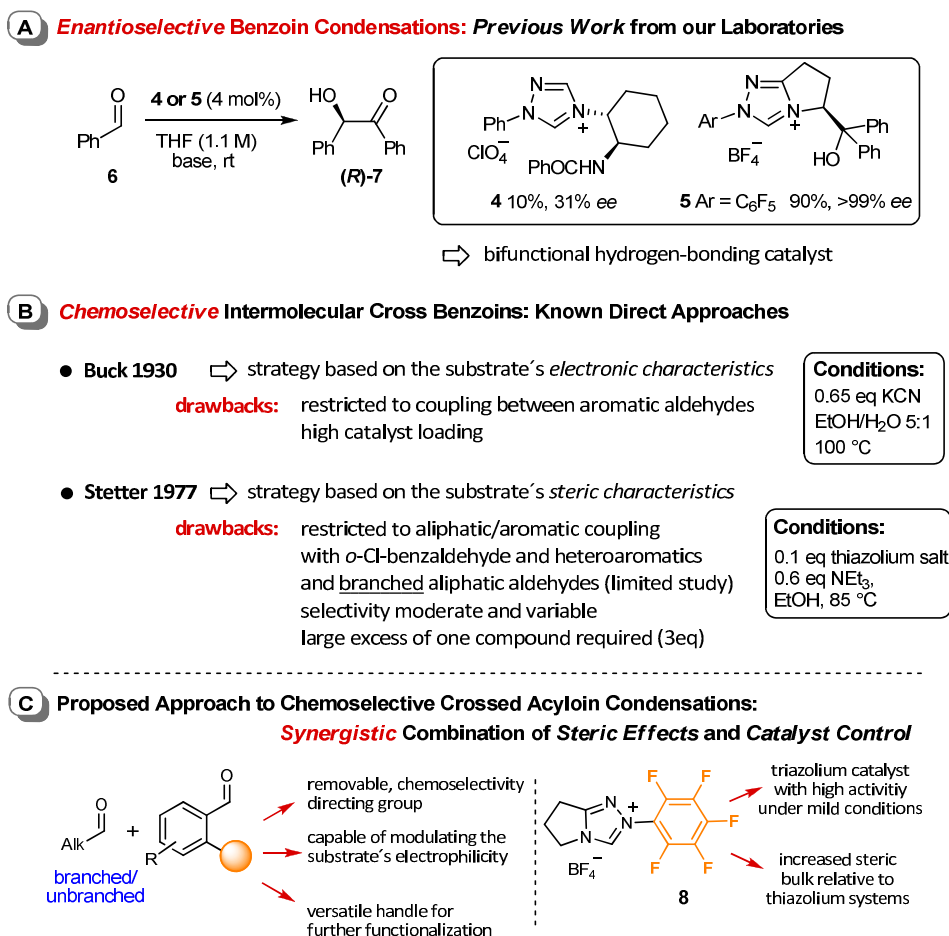 A Enantioselective Benzoin Condensations: Previous Work from our Laboratories
O
Ph
6
4 or 5 (4 mol%)
THF (1.1 M)
base, rt
HO O
Ph Ph
(R)-7
N
N
Ph N
+
ClO4−
PhOCHN
4 10%, 31% ee
N
N
Ar N
+
BF4−
HO
Ph
Ph
5 Ar = C6F5 90%, >99% ee
⇨ bifunctional hydrogen-bonding catalyst
B Chemoselective Intermolecular Cross Benzoins: Known Direct Approaches
● Buck 1930 ⇨ strategy based on the substrate´s electronic characteristics
drawbacks: restricted to coupling between aromatic aldehydes
high catalyst loading
Conditions:
0.65 eq KCN
EtOH/H2O 5:1
100 °C
● Stetter 1977 ⇨ strategy based on the substrate´s steric characteristics
drawbacks: restricted to aliphatic/aromatic coupling
with o-Cl-benzaldehyde and heteroaromatics
and branched aliphatic aldehydes (limited study)
selectivity moderate and variable
large excess of one compound required (3eq)
Conditions:
0.1 eq thiazolium salt
0.6 eq NEt3,
EtOH, 85 °C
C Proposed Approach to Chemoselective Crossed Acyloin Condensations:
Synergistic Combination of Steric Effects and Catalyst Control
O
Alk
branched/
unbranched
+
O
R
removable, chemoselectivity
directing group
capable of modulating the
substrate´s electrophilicity
versatile handle for
further functionalization
N
+
N
N
BF4−
F
F
F
F
F
8
triazolium catalyst
with high activitiy
under mild conditions
increased steric
bulk relative to
thiazolium systems